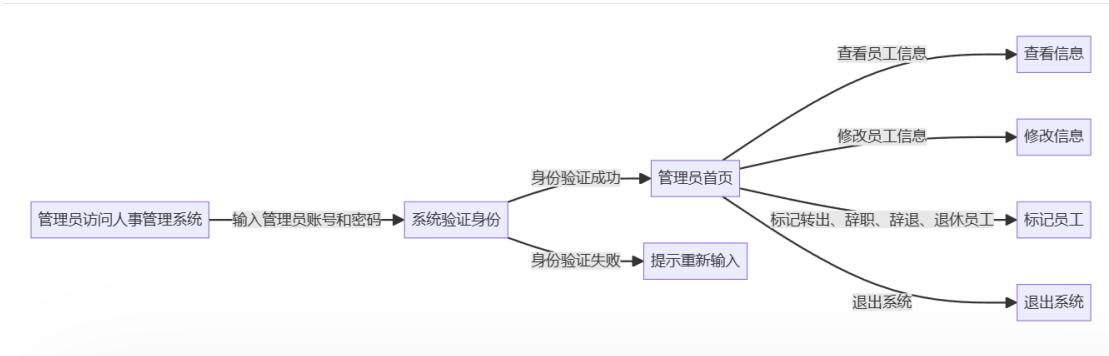 管理员访问人事管理系统
输入管理员账号和密码
系统验证身份
身份验证成功
身份验证失败
管理员首页
提示重新输入
查看员工信息
查看信息
修改员工信息
修改信息
标记转出、辞职、辞退、退休员工
标记员工
退出系统
退出系统